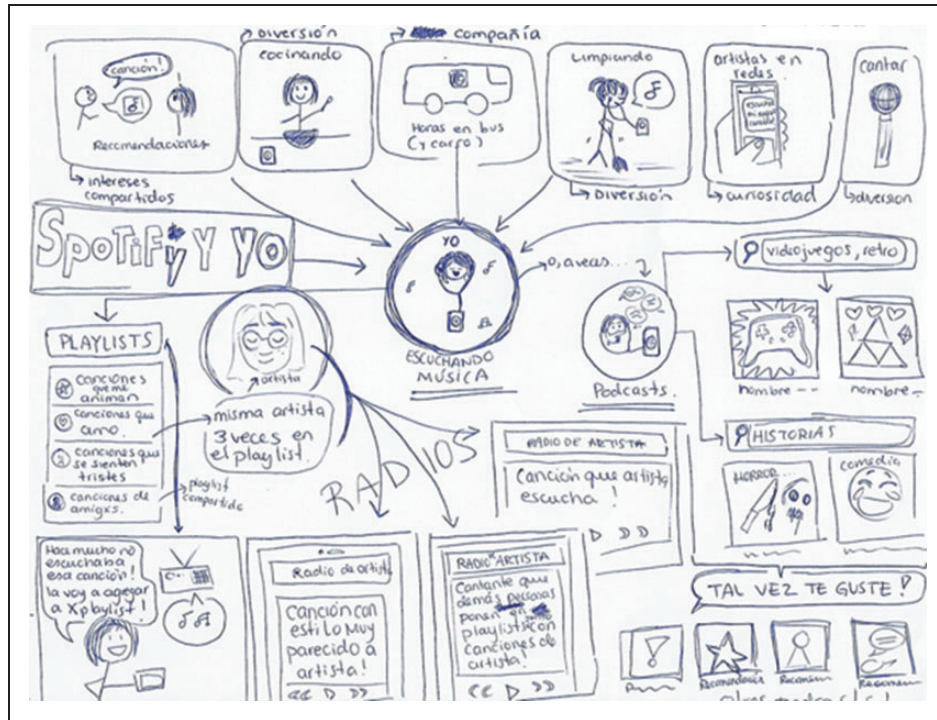 canción!
Recomendaciones
intereses
compartidos
diversión
cocinando
compañía
Horas en bus
(y carro)
Limpiando
Diversión
artistas en
redes
curiosidad
cantar
diversion
SPOTIFY Y YO
YO
ESCUCHANDO
MÚSICA
o, a veces...
Podcasts.
videojuegos, retro
nombre
nombre
HISTORIAS
HORROR...
comedia
PLAYLISTS
canciones
que me
animan
canciones que
amo.
canciones que
se sienten
tristes
canciones de
amigxs.
playlist
compartido
artista
misma artista
3 veces en
el playlist.
RADIOS
RADIO DE ARTISTA
Canción que artista
escucha!
Hace mucho no
escuchaba
esa canción!
la voy a agregar
a X playlist!
Radio de artista
Canción con
estilo MUY
parecido a
artista!
RADIO ARTISTA
Cantante que
demás personas
ponen en
playlists con
canciones de
artista!
TAL VEZ TE GUSTE!
Otros podcasts!